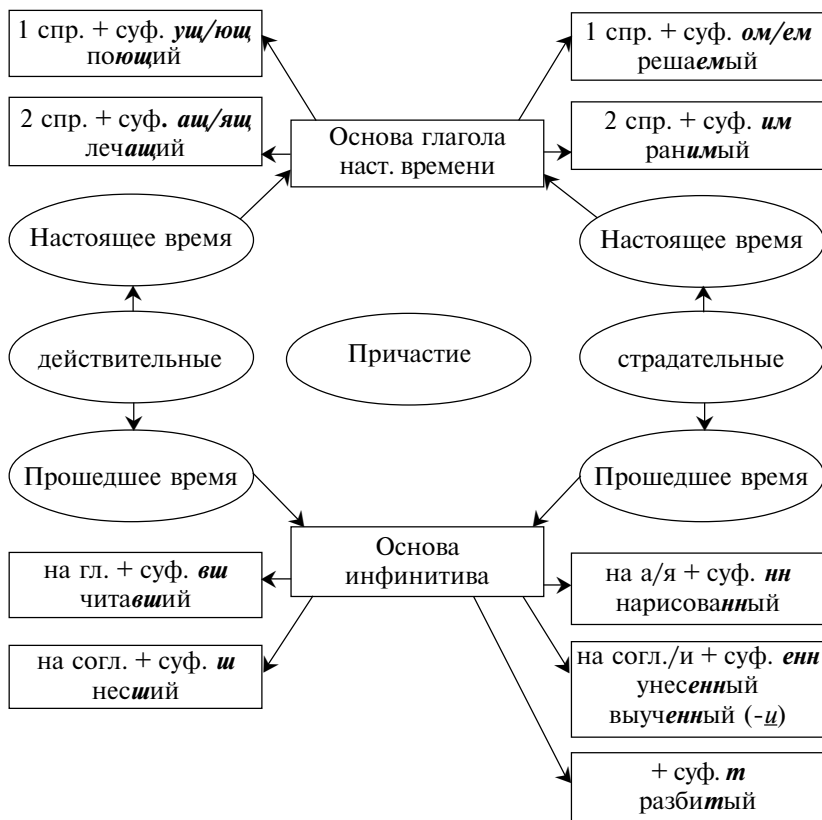 1 спр. + суф. ущ/ющ
поющий
1 спр. + суф. ом/ем
решаемый
2 спр. + суф. ащ/ящ
лечащий
Основа глагола
наст. времени
2 спр. + суф. им
ранимый
Настоящее время
Настоящее время
действительные
Причастие
страдательные
Прошедшее время
Прошедшее время
Основа
инфинитива
на гл. + суф. вш
читавший
на а/я + суф. нн
нарисованный
на согл. + суф. ш
несший
на согл./и + суф. енн
унесенный
выученный (-и)
+ суф. т
разбитый